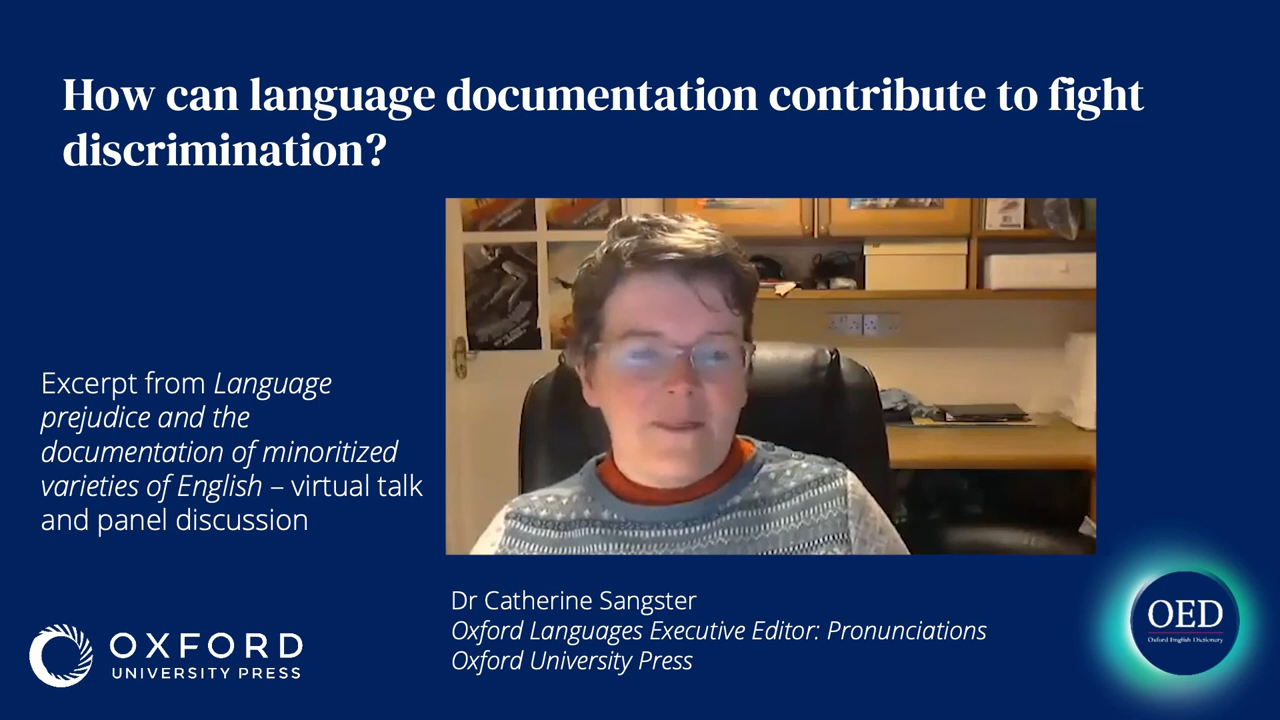 How can language documentation contribute to fight
discrimination?
Excerpt from Language
prejudice and the
documentation of minoritized
varieties of English – virtual talk
and panel discussion
Dr Catherine Sangster
Oxford Languages Executive Editor: Pronunciations
Oxford University Press
OXFORD
UNIVERSITY PRESS
OED
Oxford English Dictionary